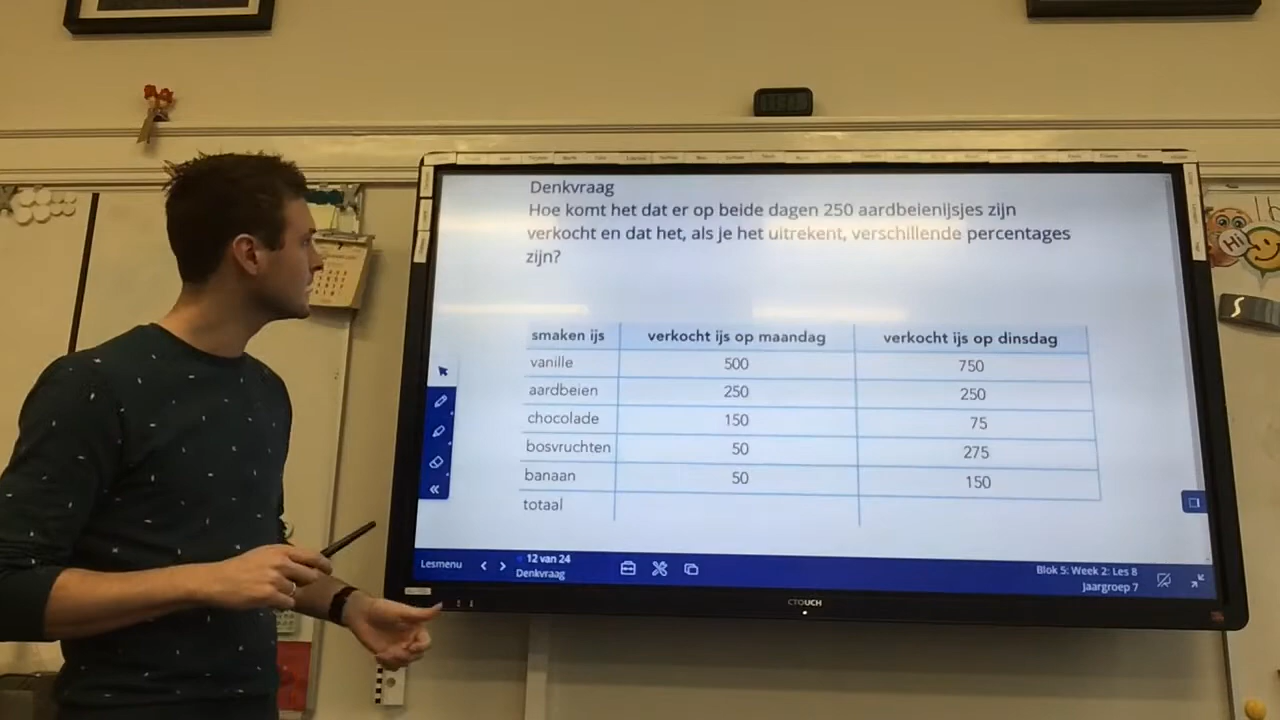 Denkvraag
Hoe komt het dat er op beide dagen 250 aardbeienijsjes zijn
verkocht en dat het, als je het uitrekent, verschillende percentages
zijn?
smaken ijs verkocht ijs op maandag verkocht ijs op dinsdag
vanille 500 750
aardbeien 250 250
chocolade 150 75
bosvruchten 50 275
banaan 50 150
totaal
Lesmenu
12 van 24
Denkvraag
Blok 5: Week 2: Les 8
Jaargroep 7
CTOUCH
Hi